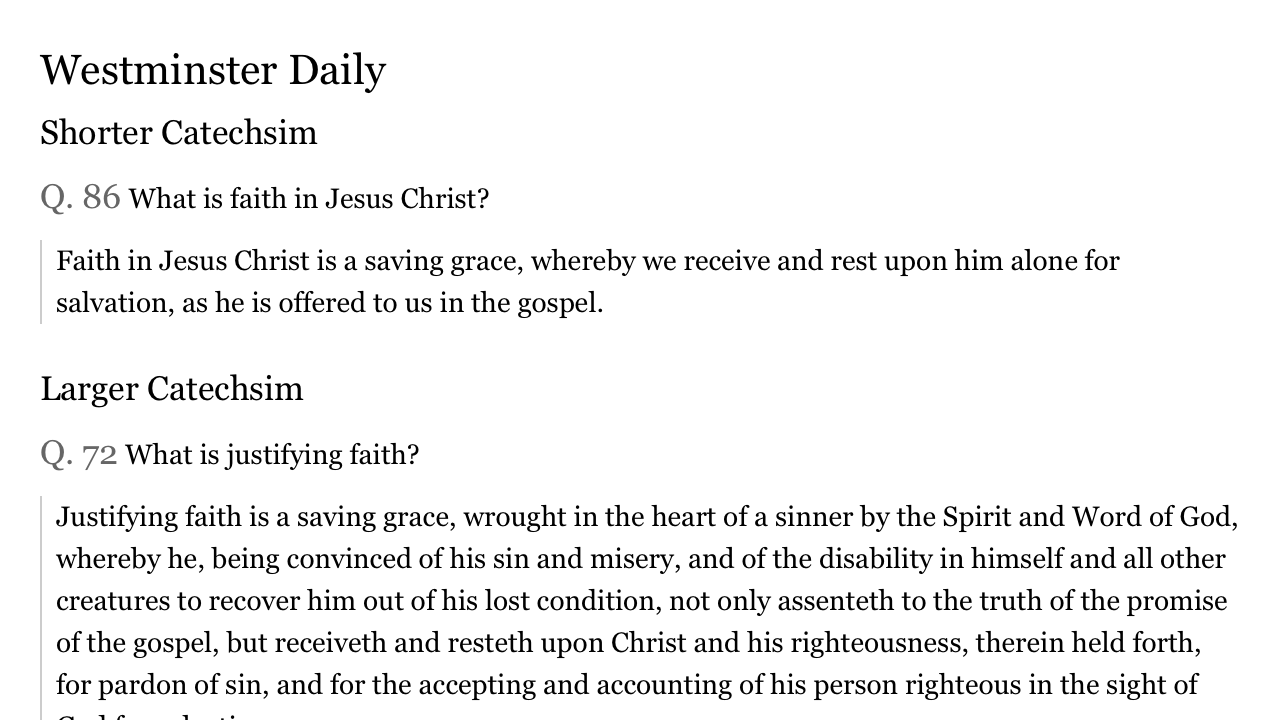 Westminster Daily
Shorter Catechsim
Q. 86 What is faith in Jesus Christ?
Faith in Jesus Christ is a saving grace, whereby we receive and rest upon him alone for
salvation, as he is offered to us in the gospel.
Larger Catechsim
Q. 72 What is justifying faith?
Justifying faith is a saving grace, wrought in the heart of a sinner by the Spirit and Word of God,
whereby he, being convinced of his sin and misery, and of the disability in himself and all other
creatures to recover him out of his lost condition, not only assenteth to the truth of the promise
of the gospel, but receiveth and resteth upon Christ and his righteousness, therein held forth,
for pardon of sin, and for the accepting and accounting of his person righteous in the sight of